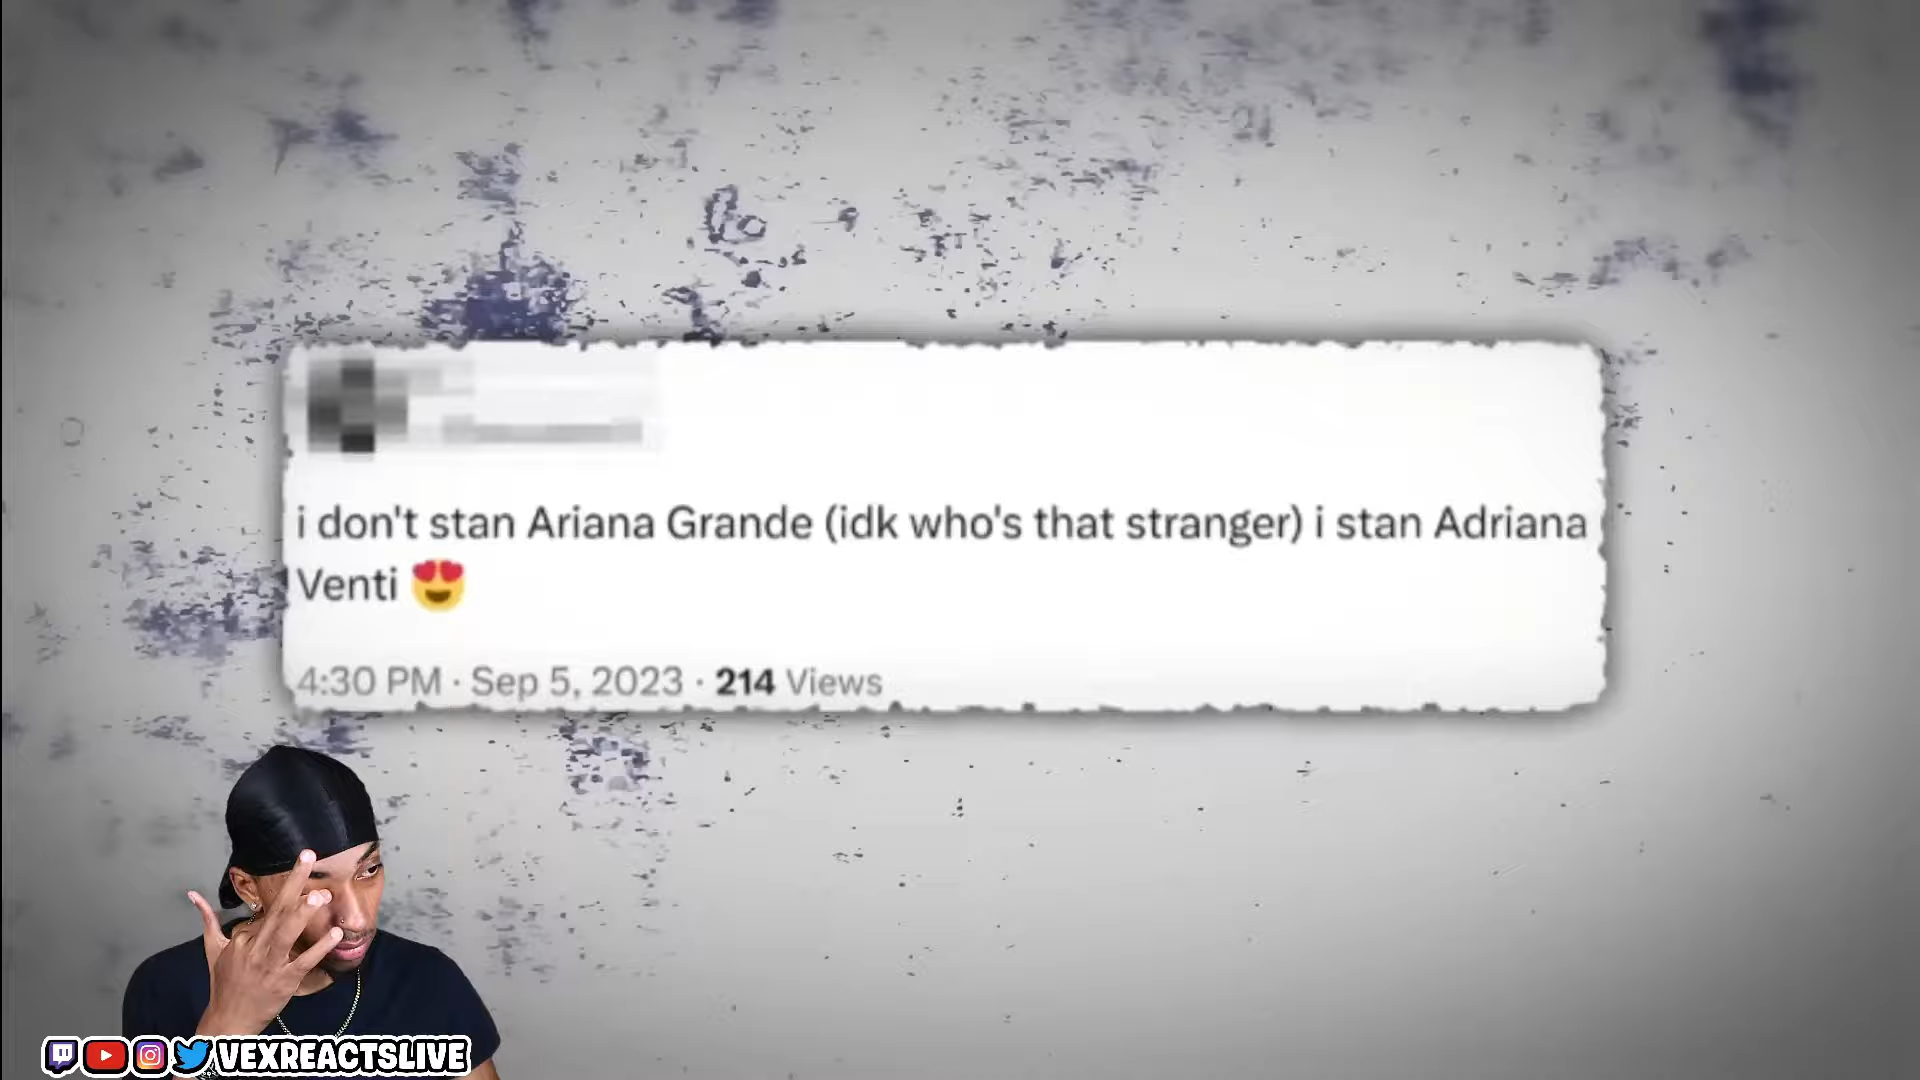 i don't stan Ariana Grande (idk who's that stranger) i stan Adriana
Venti 😍
4:30 PM · Sep 5, 2023 · 214 Views
VEXREACTSLIVE